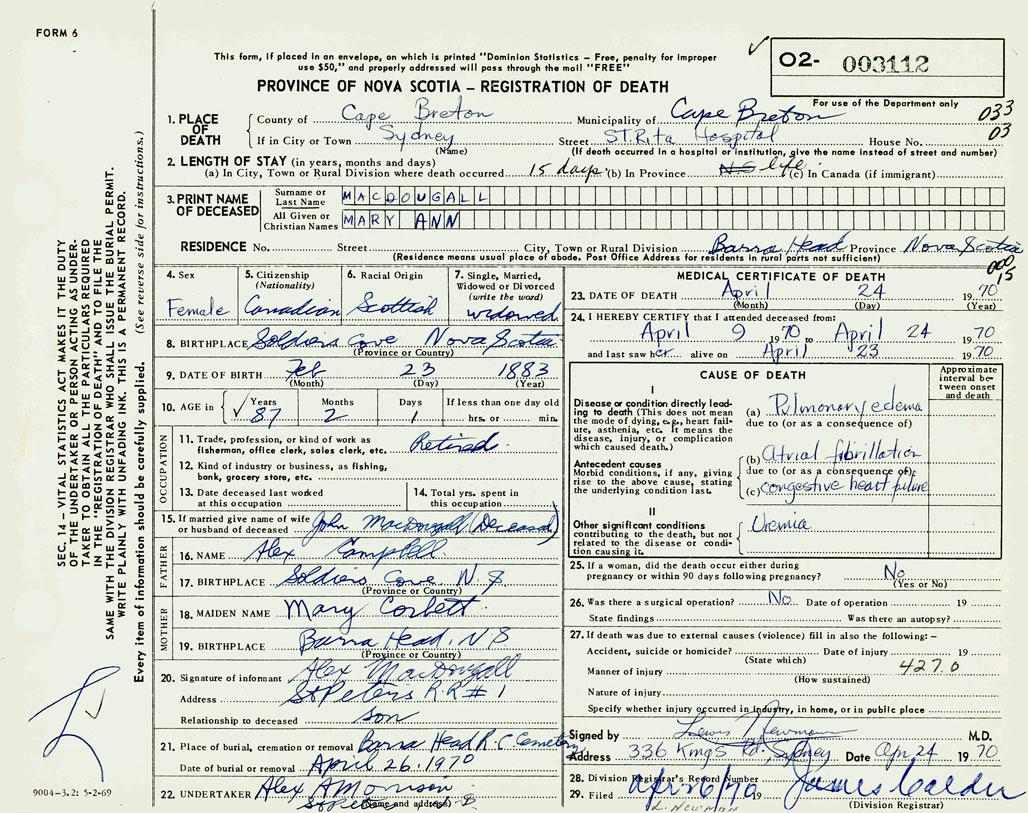 FORM 6
This form, if placed in an envelope, on which is printed "Dominion Statistics - Free, penalty for improper
use $50," and properly addressed will pass through the mail "FREE"
O2- 003112
For use of the Department only
PROVINCE OF NOVA SCOTIA - REGISTRATION OF DEATH
033
03
1. PLACE OF DEATH County of Cape Breton Municipality of Cape Breton
If in City or Town Sydney Street ST. Rita Hospital House No.
(Name) (If death occurred in a hospital or institution, give the name instead of street and number)
2. LENGTH OF STAY (in years, months and days)
(a) In City, Town or Rural Division where death occurred 15 days (b) In Province N S life (c) In Canada (if immigrant)
3. PRINT NAME OF DECEASED Surname or Last Name MACDOUGALL
All Given or Christian Names MARY ANN
RESIDENCE No. Street City, Town or Rural Division Barra Head Province Nova Scotia
(Residence means usual place of abode. Post Office Address for residents in rural parts not sufficient)
000
15
4. Sex Female
5. Citizenship (Nationality) Canadian
6. Racial Origin Scottish
7. Single, Married, Widowed or Divorced (write the word) widowed
8. BIRTHPLACE Soldiers Cove Nova Scotia
(Province or Country)
9. DATE OF BIRTH Feb 23 1883
(Month) (Day) (Year)
10. AGE in Years Months Days If less than one day old
87 2 1 hrs. or min.
OCCUPATION
11. Trade, profession, or kind of work as
fisherman, office clerk, sales clerk, etc. Retired
12. Kind of industry or business, as fishing,
bank, grocery store, etc.
13. Date deceased last worked
at this occupation
14. Total yrs. spent in
this occupation
15. If married give name of wife
or husband of deceased John MacDougall (Deceased)
FATHER
16. NAME Alex Campbell
17. BIRTHPLACE Soldiers Cove N.S
(Province or Country)
MOTHER
18. MAIDEN NAME Mary Corbett
19. BIRTHPLACE Barra Head, N S
(Province or Country)
20. Signature of informant Alex MacDougall
Address St Peters R.R # 1
Relationship to deceased son
21. Place of burial, cremation or removal Barra Head R.C Cemetery
Date of burial or removal April 26. 1970
22. UNDERTAKER Alex A Morrison
(Name and address) St Peters
MEDICAL CERTIFICATE OF DEATH
23. DATE OF DEATH April 24 1970
(Month) (Day) (Year)
24. I HEREBY CERTIFY that I attended deceased from:
April 9 1970 to April 24 1970
and last saw her alive on April 23 1970
CAUSE OF DEATH
Approximate interval between onset and death
I
Disease or condition directly leading to death (This does not
mean the mode of dying, e.g., heart failure, asthenia, etc. It means the
disease, injury, or complication
which caused death.)
(a) Pulmonary edema
due to (or as a consequence of)
Antecedent causes
Morbid conditions, if any, giving
rise to the above cause, stating
the underlying condition last.
(b) Atrial fibrillation
due to (or as a consequence of)
(c) congestive heart failure
II
Other significant conditions
contributing to the death, but not
related to the disease or condition causing it.
Uremia
25. If a woman, did the death occur either during
pregnancy or within 90 days following pregnancy? No
(Yes or No)
26. Was there a surgical operation? No Date of operation 19
State findings Was there an autopsy?
27. If death was due to external causes (violence) fill in also the following: -
Accident, suicide or homicide? Date of injury 19
(State which)
Manner of injury 427.0
(How sustained)
Nature of injury
Specify whether injury occurred in industry, in home, or in public place
Signed by Lewis Newman M.D.
Address 336 Kings Rd. Sydney Date Apr 24 1970
28. Division Registrar's Record Number
29. Filed 19 James Calder
L. NEWMAN (Division Registrar)
SEC. 14 - VITAL STATISTICS ACT MAKES IT THE DUTY
OF THE UNDERTAKER OR PERSON ACTING AS UNDERTAKER TO OBTAIN ALL THE PARTICULARS REQUIRED
IN THE "REGISTRATION OF DEATH" AND TO FILE THE
SAME WITH THE DIVISION REGISTRAR WHO SHALL ISSUE THE BURIAL PERMIT.
WRITE PLAINLY WITH UNFADING INK. THIS IS A PERMANENT RECORD.
Every item of information should be carefully supplied. (See reverse side for instructions.)
9004-3.2: 5-2-69